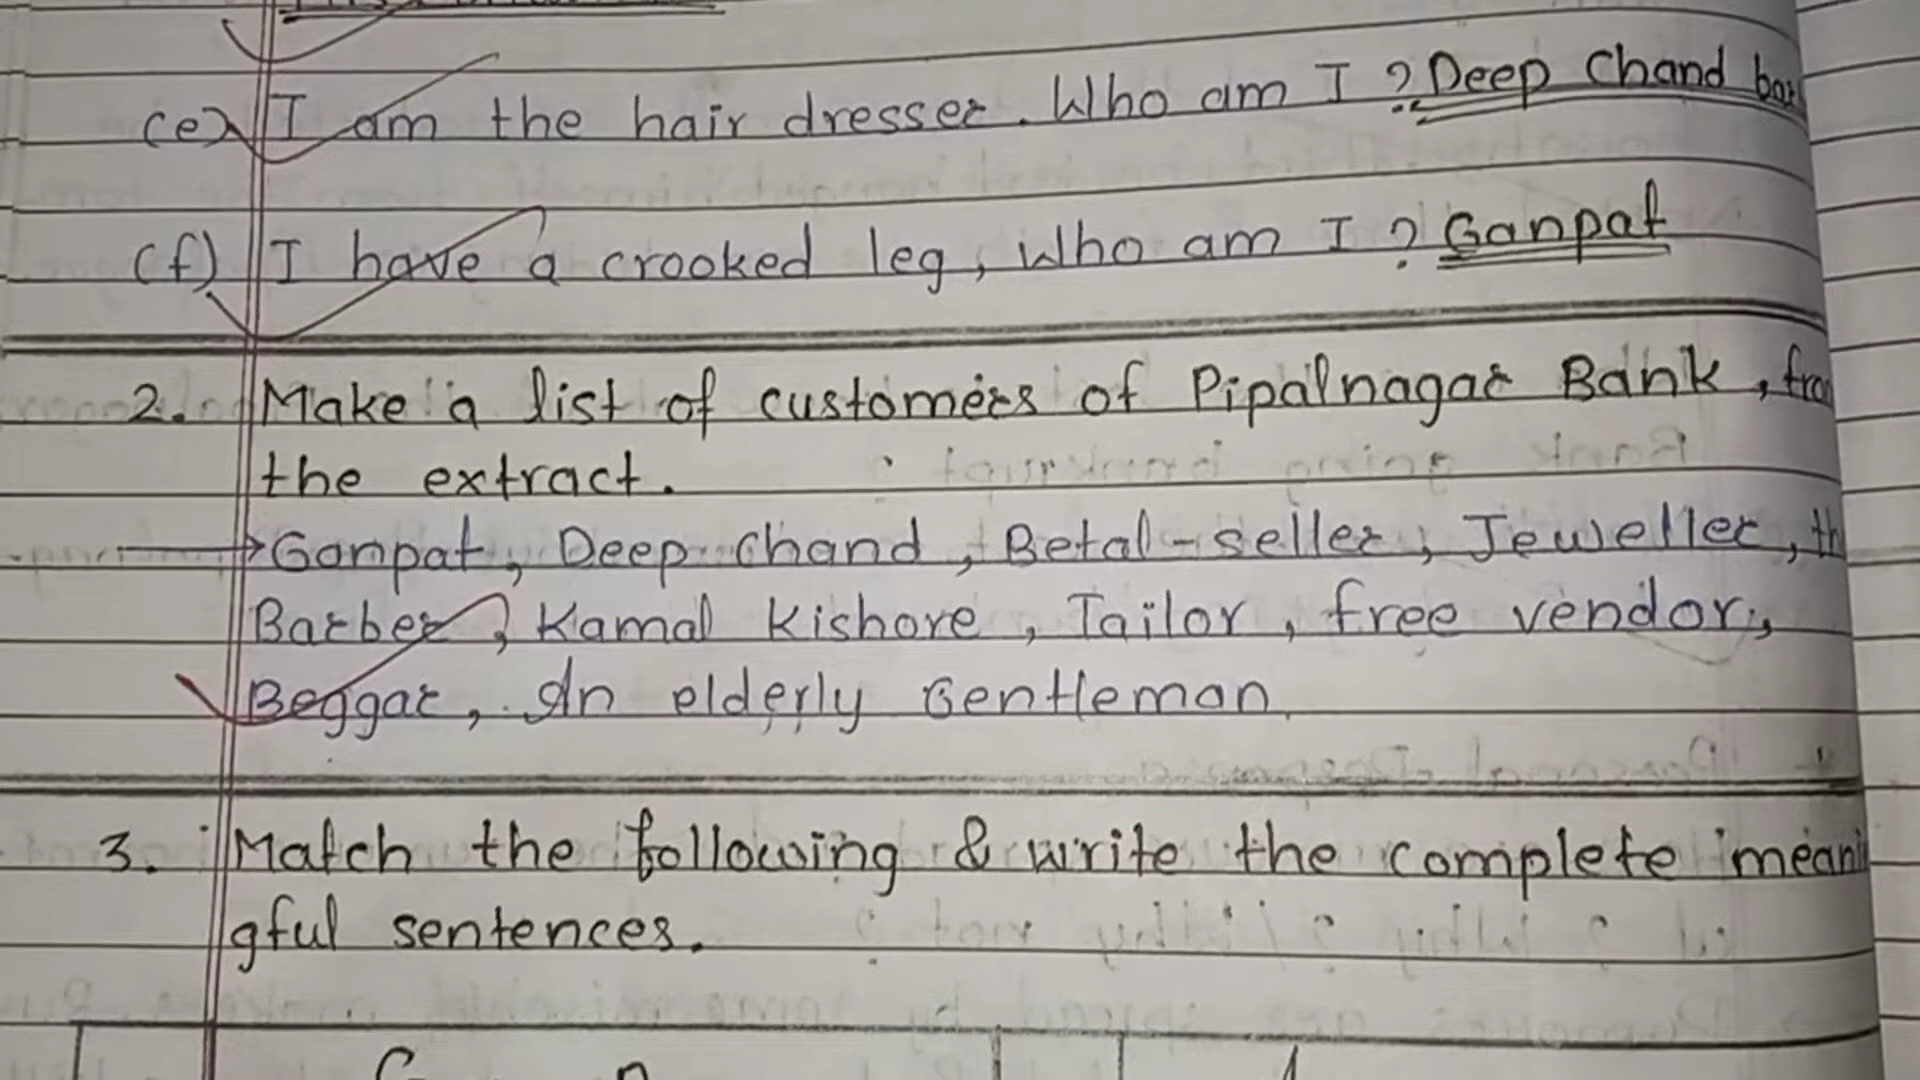 (e) I am the hair dresser. Who am I ? Deep Chand
(f) I have a crooked leg, Who am I ? Ganpat
2. Make a list of customers of Pipalnagar Bank,
the extract.
→ Ganpat, Deep Chand, Betal-seller, Jeweller,
Barber, Kamal Kishore, Tailor, free vendor,
Beggar, An elderly Gentleman.
3. Match the following & write the complete meani
gful sentences.